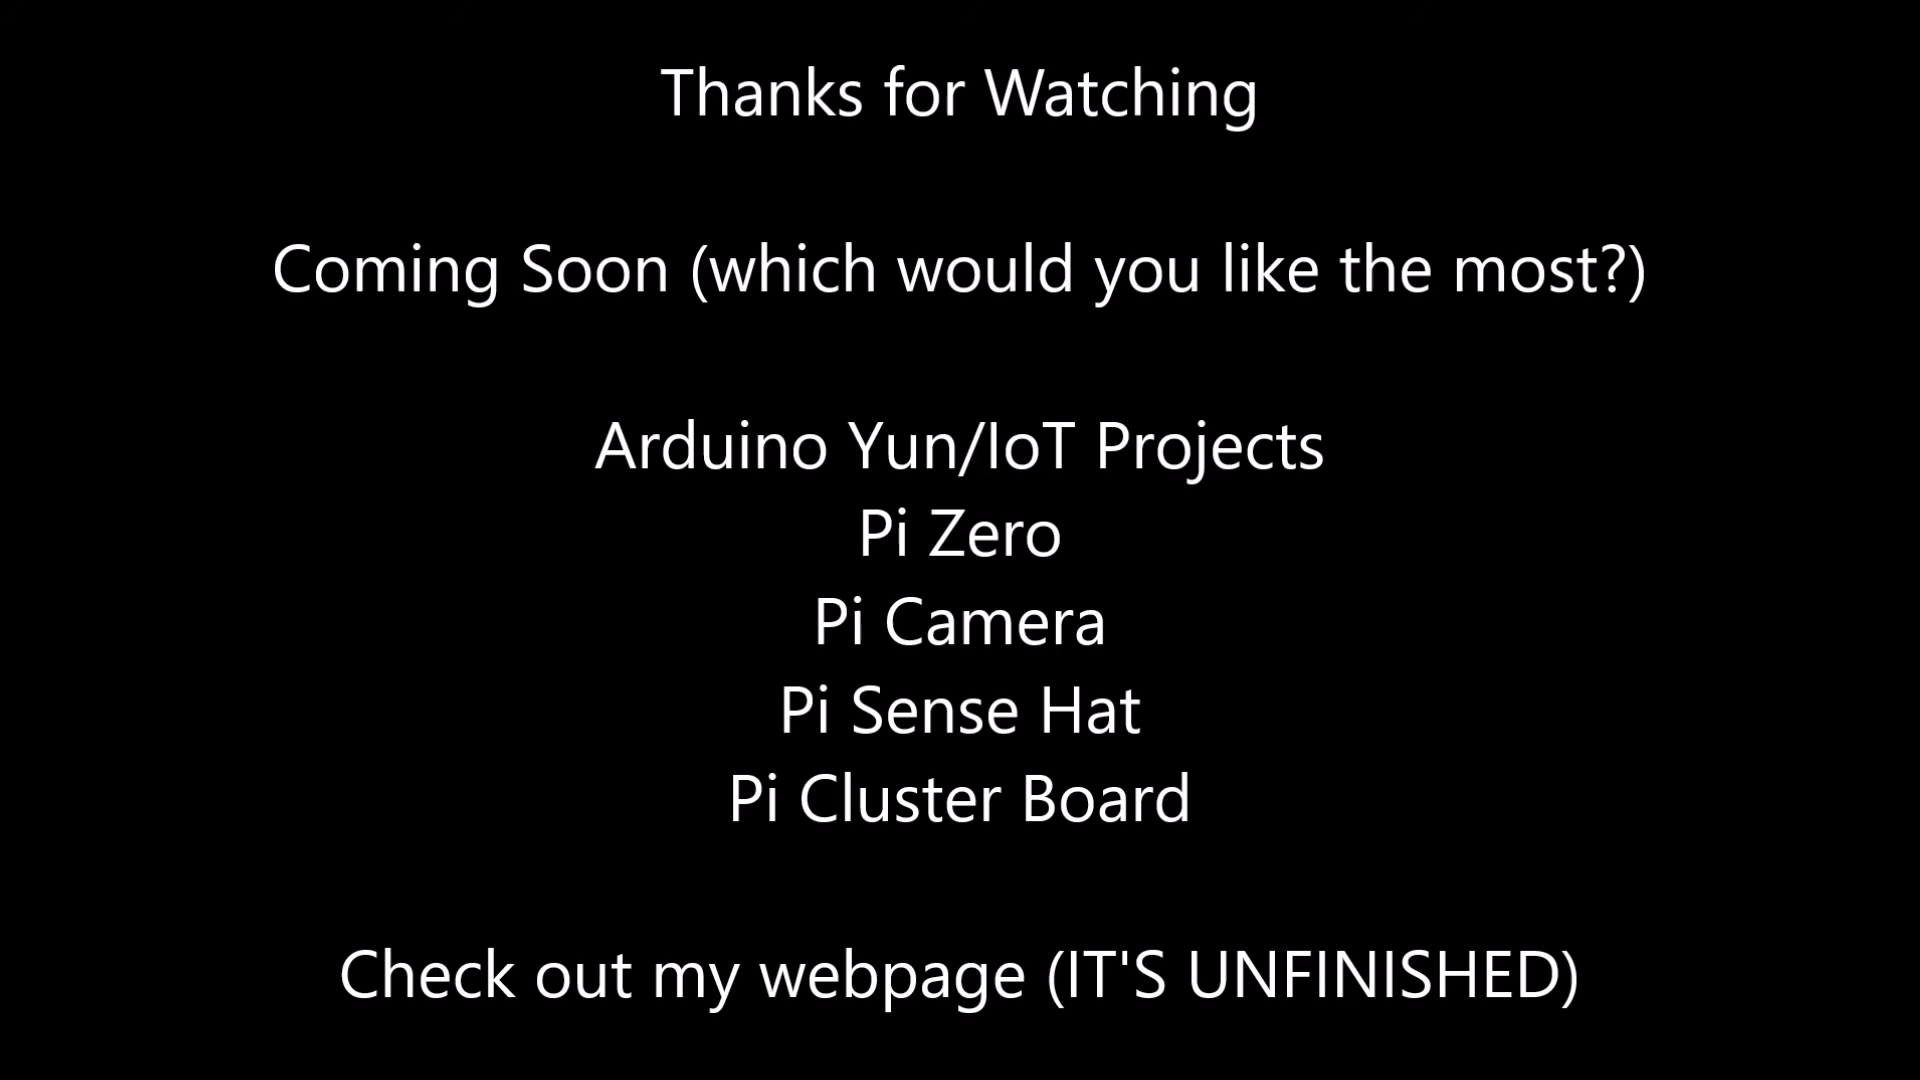 Thanks for Watching
Coming Soon (which would you like the most?)
Arduino Yun/IoT Projects
Pi Zero
Pi Camera
Pi Sense Hat
Pi Cluster Board
Check out my webpage (IT'S UNFINISHED)